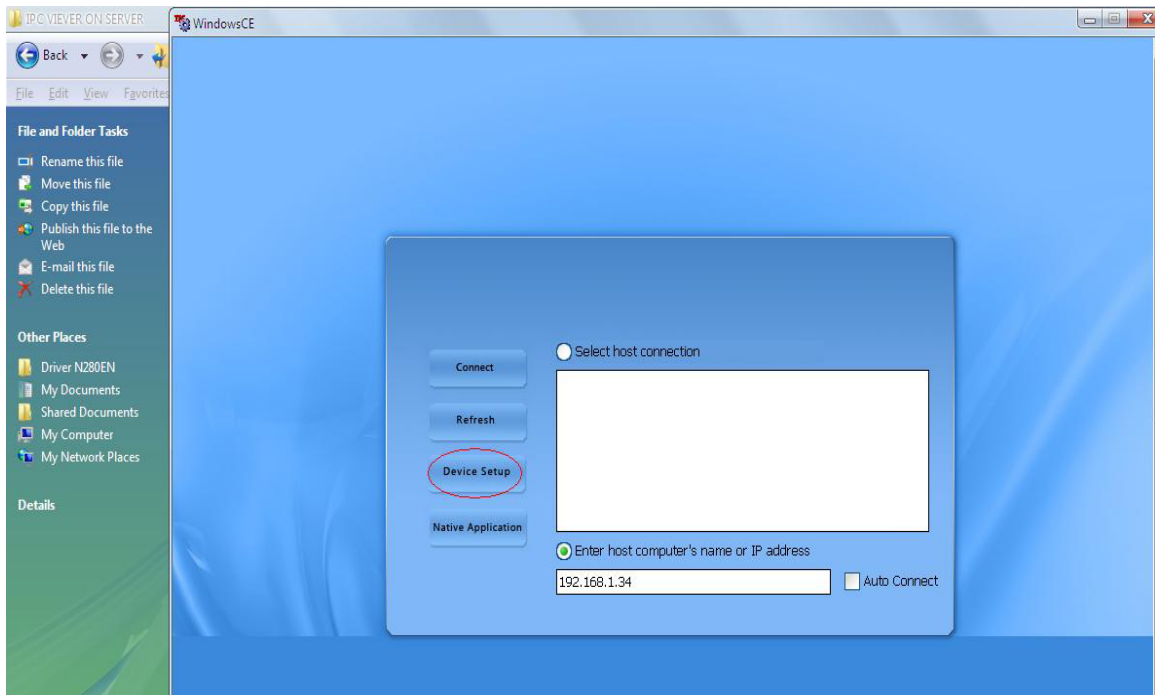 IPC VIEVER ON SERVER
WindowsCE
Back
File Edit View Favorites
File and Folder Tasks
Rename this file
Move this file
Copy this file
Publish this file to the
Web
E-mail this file
Delete this file
Other Places
Driver N280EN
My Documents
Shared Documents
My Computer
My Network Places
Details
Connect
Refresh
Device Setup
Native Application
Select host connection
Enter host computer's name or IP address
192.168.1.34
Auto Connect